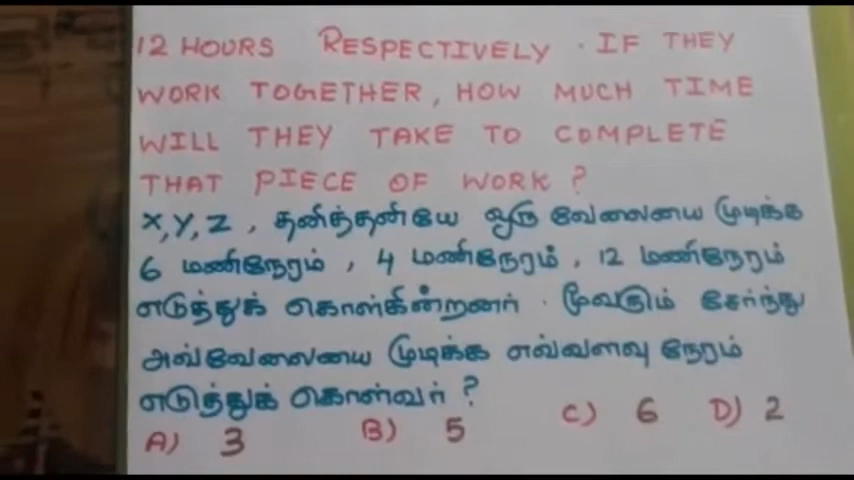 12 HOURS RESPECTIVELY . IF THEY
WORK TOGETHER, HOW MUCH TIME
WILL THEY TAKE TO COMPLETE
THAT PIECE OF WORK ?
X, Y, Z , தனித்தனியே ஒரு வேலையை முடிக்க
6 மணிநேரம் , 4 மணிநேரம் , 12 மணிநேரம்
எடுத்துக் கொள்கின்றனர் . மூவரும் சேர்ந்து
அவ்வேலையை முடிக்க எவ்வளவு நேரம்
எடுத்துக் கொள்வர் ?
A) 3 B) 5 C) 6 D) 2